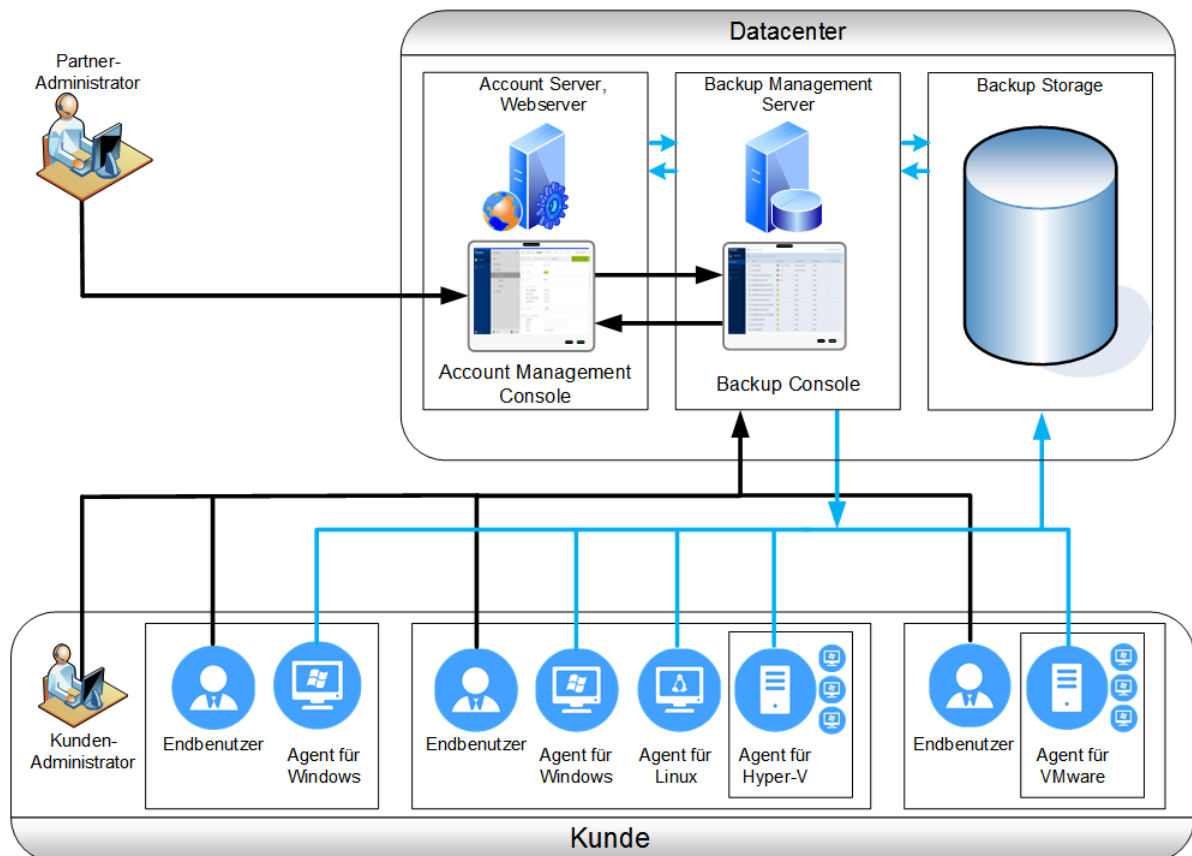 Datacenter
Partner-
Administrator
Account Server,
Webserver
Backup Management
Server
Backup Storage
Account Management
Console
Backup Console
Kunden-
Administrator
Endbenutzer
Agent für
Windows
Endbenutzer
Agent für
Windows
Agent für
Linux
Agent für
Hyper-V
Endbenutzer
Agent für
VMware
Kunde